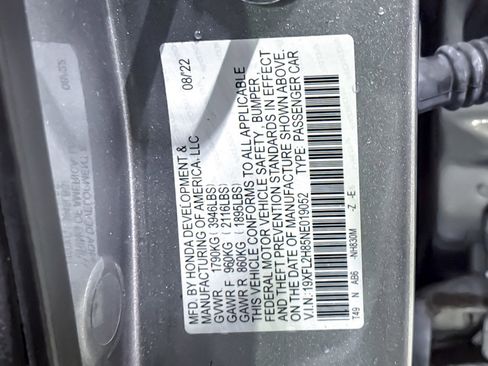 MFD. BY HONDA DEVELOPMENT & 08/22
MANUFACTURING OF AMERICA, LLC
GVWR 1790KG ( 3946LBS)
GAWR F 960KG ( 2116LBS)
GAWR R 860KG ( 1895LBS)
THIS VEHICLE CONFORMS TO ALL APPLICABLE
FEDERAL MOTOR VEHICLE SAFETY, BUMPER,
AND THEFT PREVENTION STANDARDS IN EFFECT
ON THE DATE OF MANUFACTURE SHOWN ABOVE.
V.I.N.: 19XFL2H85NE019052 TYPE: PASSENGER CAR
T49 N AB6 -NH830M -Z -E